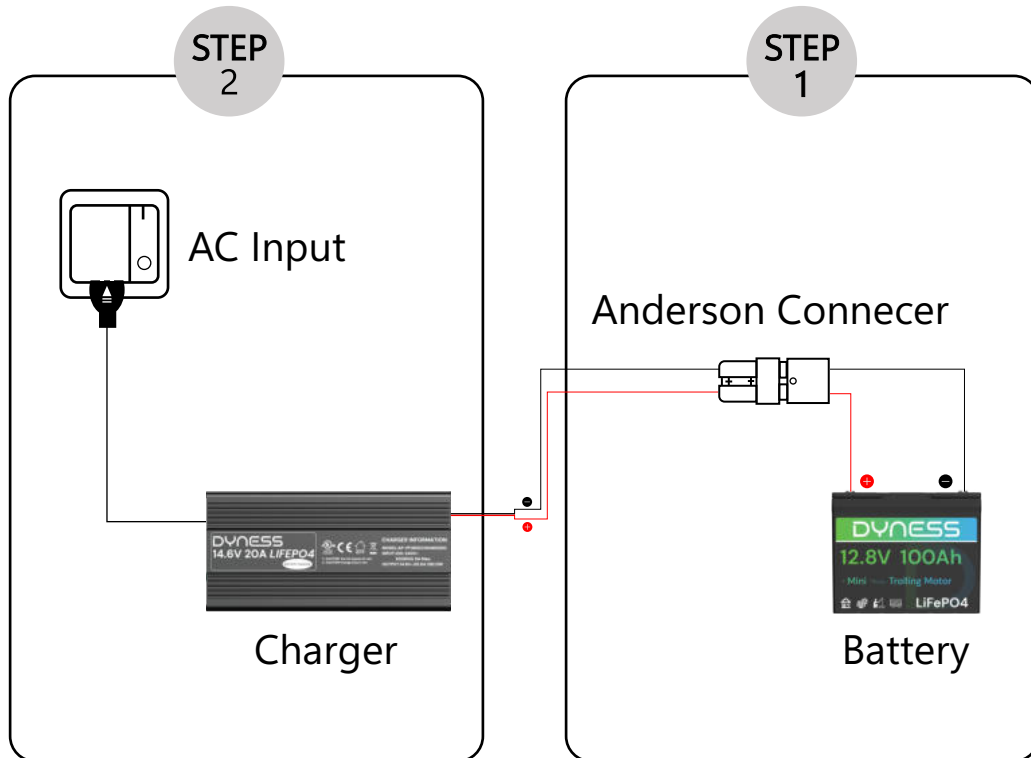 STEP
2
STEP
1
AC Input
Anderson Connecer
DYNESS
14.6V 20A LIFEPO4
CHARGER INFORMATION
Charger
DYNESS
12.8V 100Ah
Mini
Trolling Motor
LiFePO4
Battery